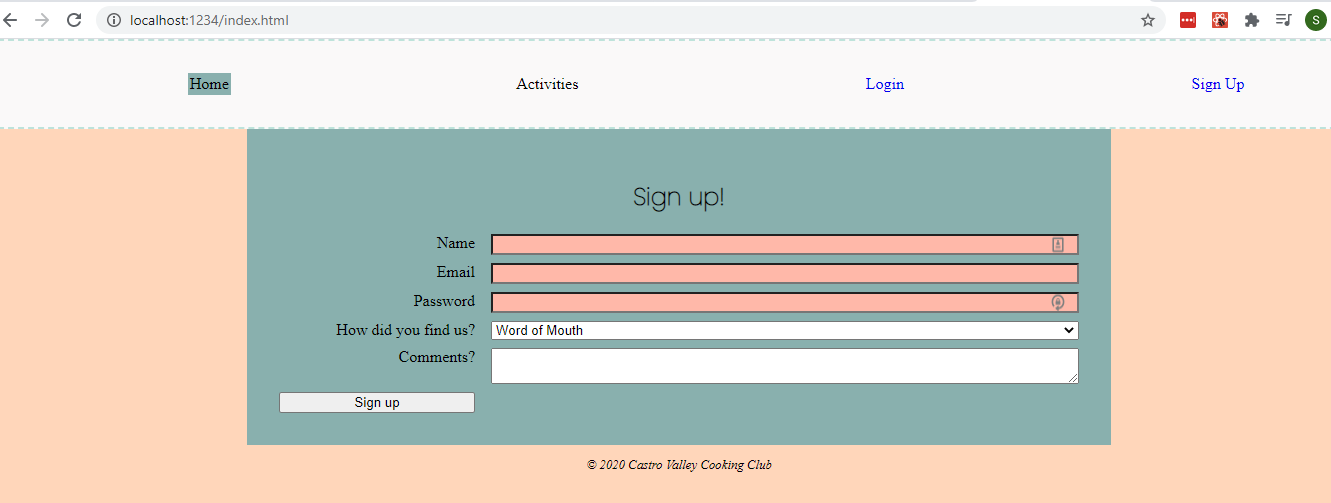 localhost:1234/index.html
S
Home Activities Login Sign Up
Sign up!
Name
Email
Password
How did you find us? Word of Mouth
Comments?
Sign up
© 2020 Castro Valley Cooking Club